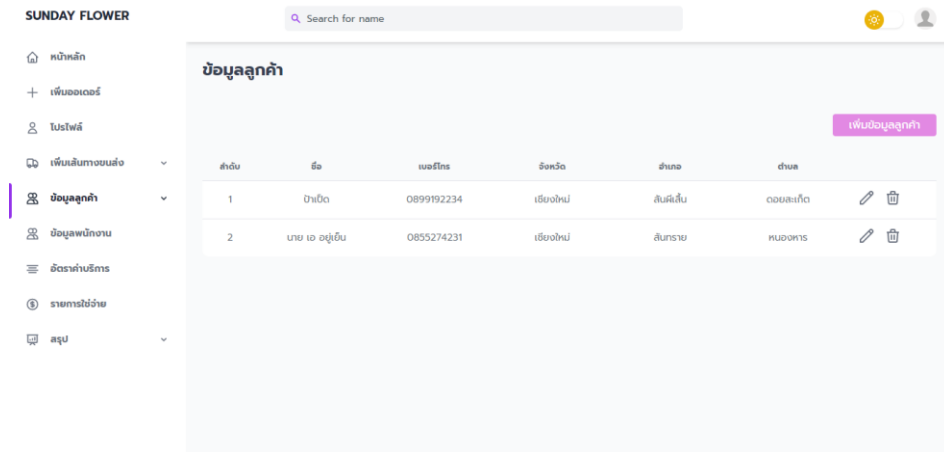 SUNDAY FLOWER
Search for name
หน้าหลัก
เพิ่มออเดอร์
โปรไฟล์
เพิ่มเส้นทางขนส่ง
ข้อมูลลูกค้า
ข้อมูลพนักงาน
อัตราค่าบริการ
รายการใช้จ่าย
สรุป
ข้อมูลลูกค้า
เพิ่มข้อมูลลูกค้า
ลำดับ ชื่อ เบอร์โทร จังหวัด อำเภอ ตำบล
1 ป้าเป็ด 0899192234 เชียงใหม่ สันผีเสื้อ ดอยสะเก็ต
2 นาย เอ อยู่เย็น 0855274231 เชียงใหม่ สันทราย หนองหาร